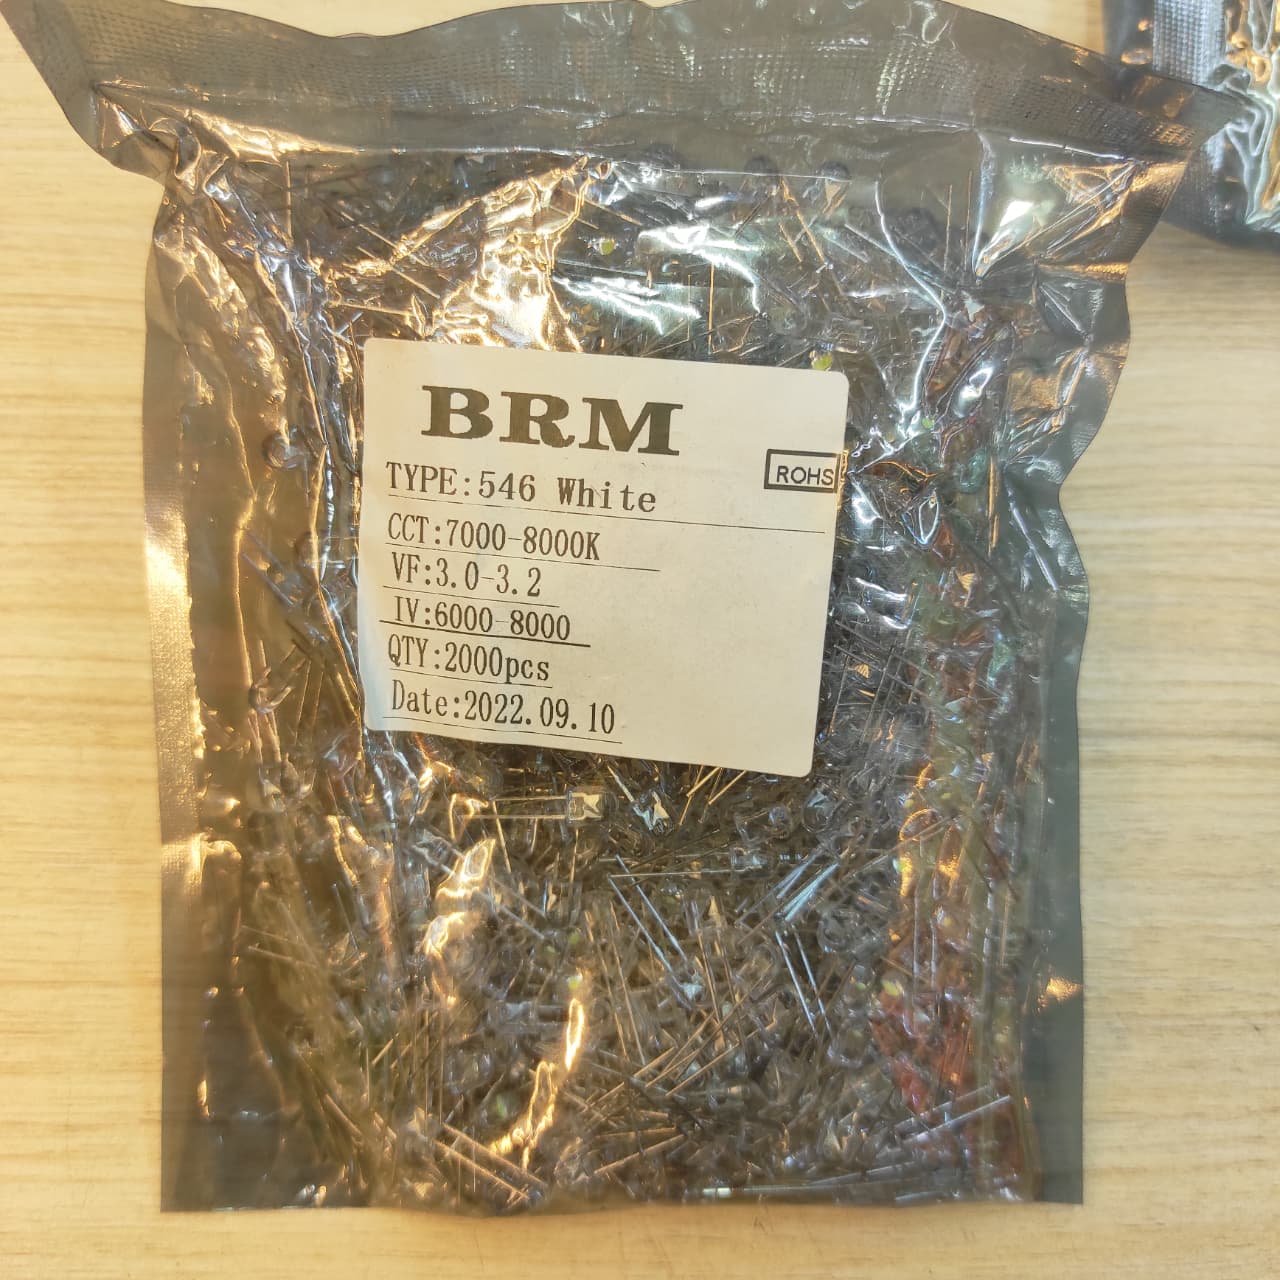 BRM
ROHS
TYPE:546 White
CCT:7000-8000K
VF:3.0-3.2
IV:6000-8000
QTY:2000pcs
Date:2022.09.10